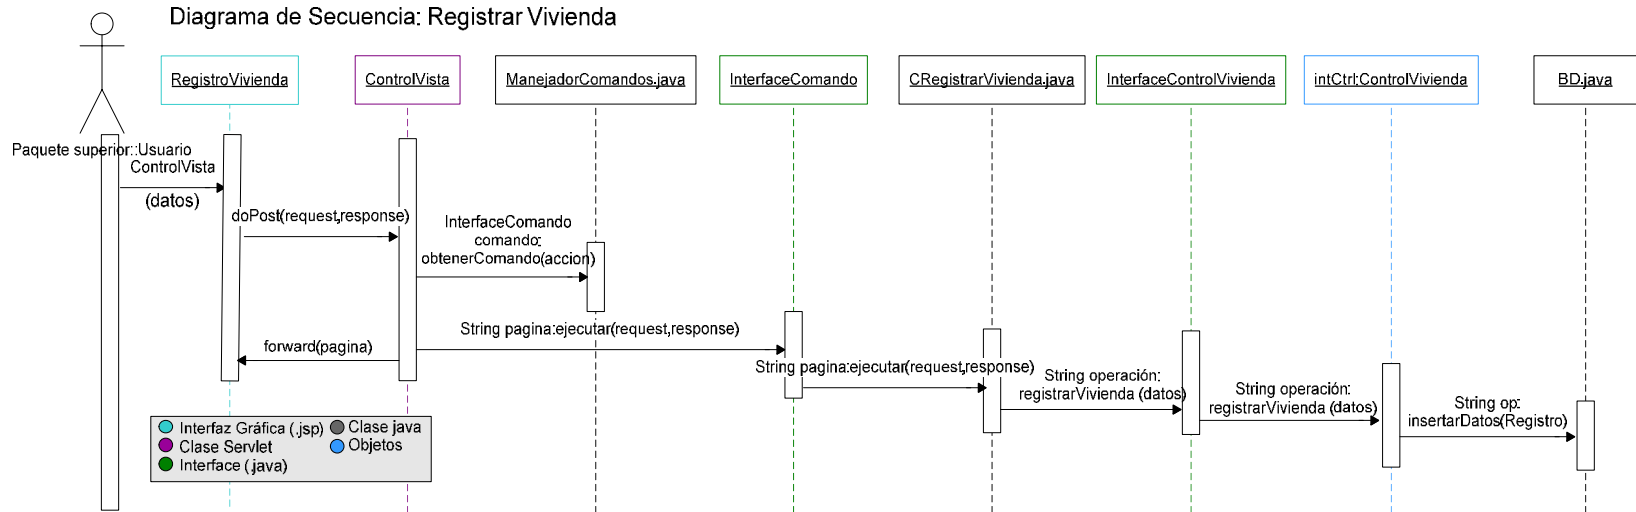 Diagrama de Secuencia: Registrar Vivienda
RegistroVivienda
ControlVista
ManejadorComandos.java
InterfaceComando
CRegistrarVivienda.java
InterfaceControlVivienda
intCtrl:ControlVivienda
BD.java
Paquete superior::Usuario
ControlVista
(datos)
doPost(request,response)
InterfaceComando
comando:
obtenerComando(accion)
String pagina:ejecutar(request,response)
forward(pagina)
String pagina:ejecutar(request,response)
String operación:
registrarVivienda (datos)
String operación:
registrarVivienda (datos)
String op:
insertarDatos(Registro)
Interfaz Gráfica (.jsp)
Clase java
Clase Servlet
Objetos
Interface (.java)